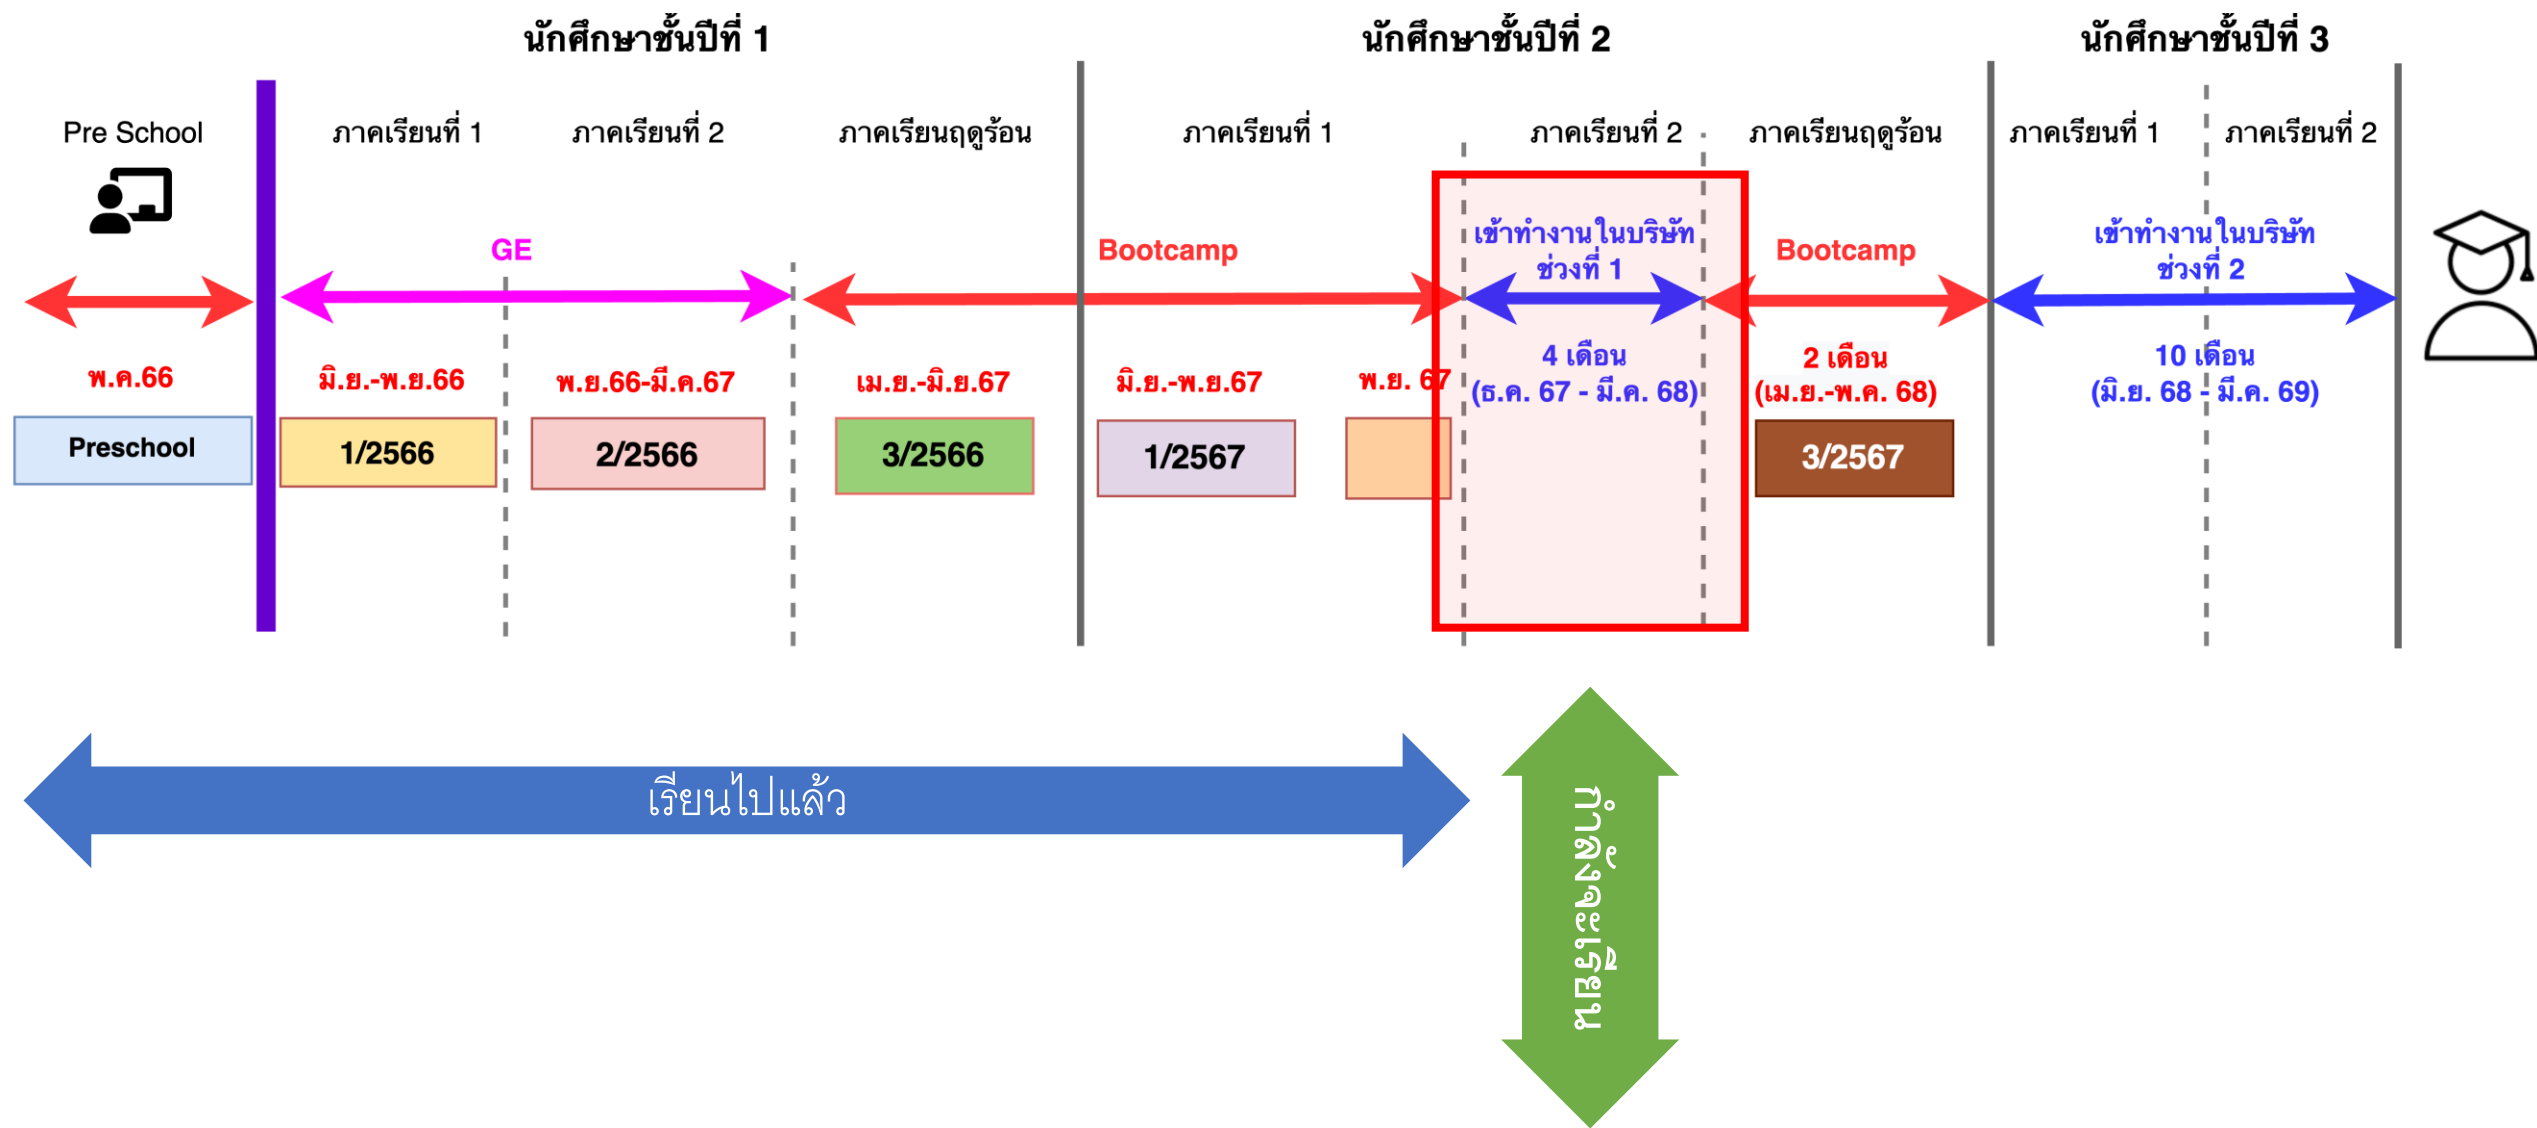 นักศึกษาชั้นปีที่ 1
นักศึกษาชั้นปีที่ 2
นักศึกษาชั้นปีที่ 3
Pre School
ภาคเรียนที่ 1
ภาคเรียนที่ 2
ภาคเรียนฤดูร้อน
ภาคเรียนที่ 1
ภาคเรียนที่ 2
ภาคเรียนฤดูร้อน
ภาคเรียนที่ 1
ภาคเรียนที่ 2
GE
Bootcamp
เข้าทำงานในบริษัท
ช่วงที่ 1
Bootcamp
เข้าทำงานในบริษัท
ช่วงที่ 2
พ.ค.66
มิ.ย.-พ.ย.66
พ.ย.66-มี.ค.67
เม.ย.-มิ.ย.67
มิ.ย.-พ.ย.67
พ.ย. 67
4 เดือน
(ธ.ค. 67 - มี.ค. 68)
2 เดือน
(เม.ย.-พ.ค. 68)
10 เดือน
(มิ.ย. 68 - มี.ค. 69)
Preschool
1/2566
2/2566
3/2566
1/2567
3/2567
เรียนไปแล้ว
กำลังจะเรียน